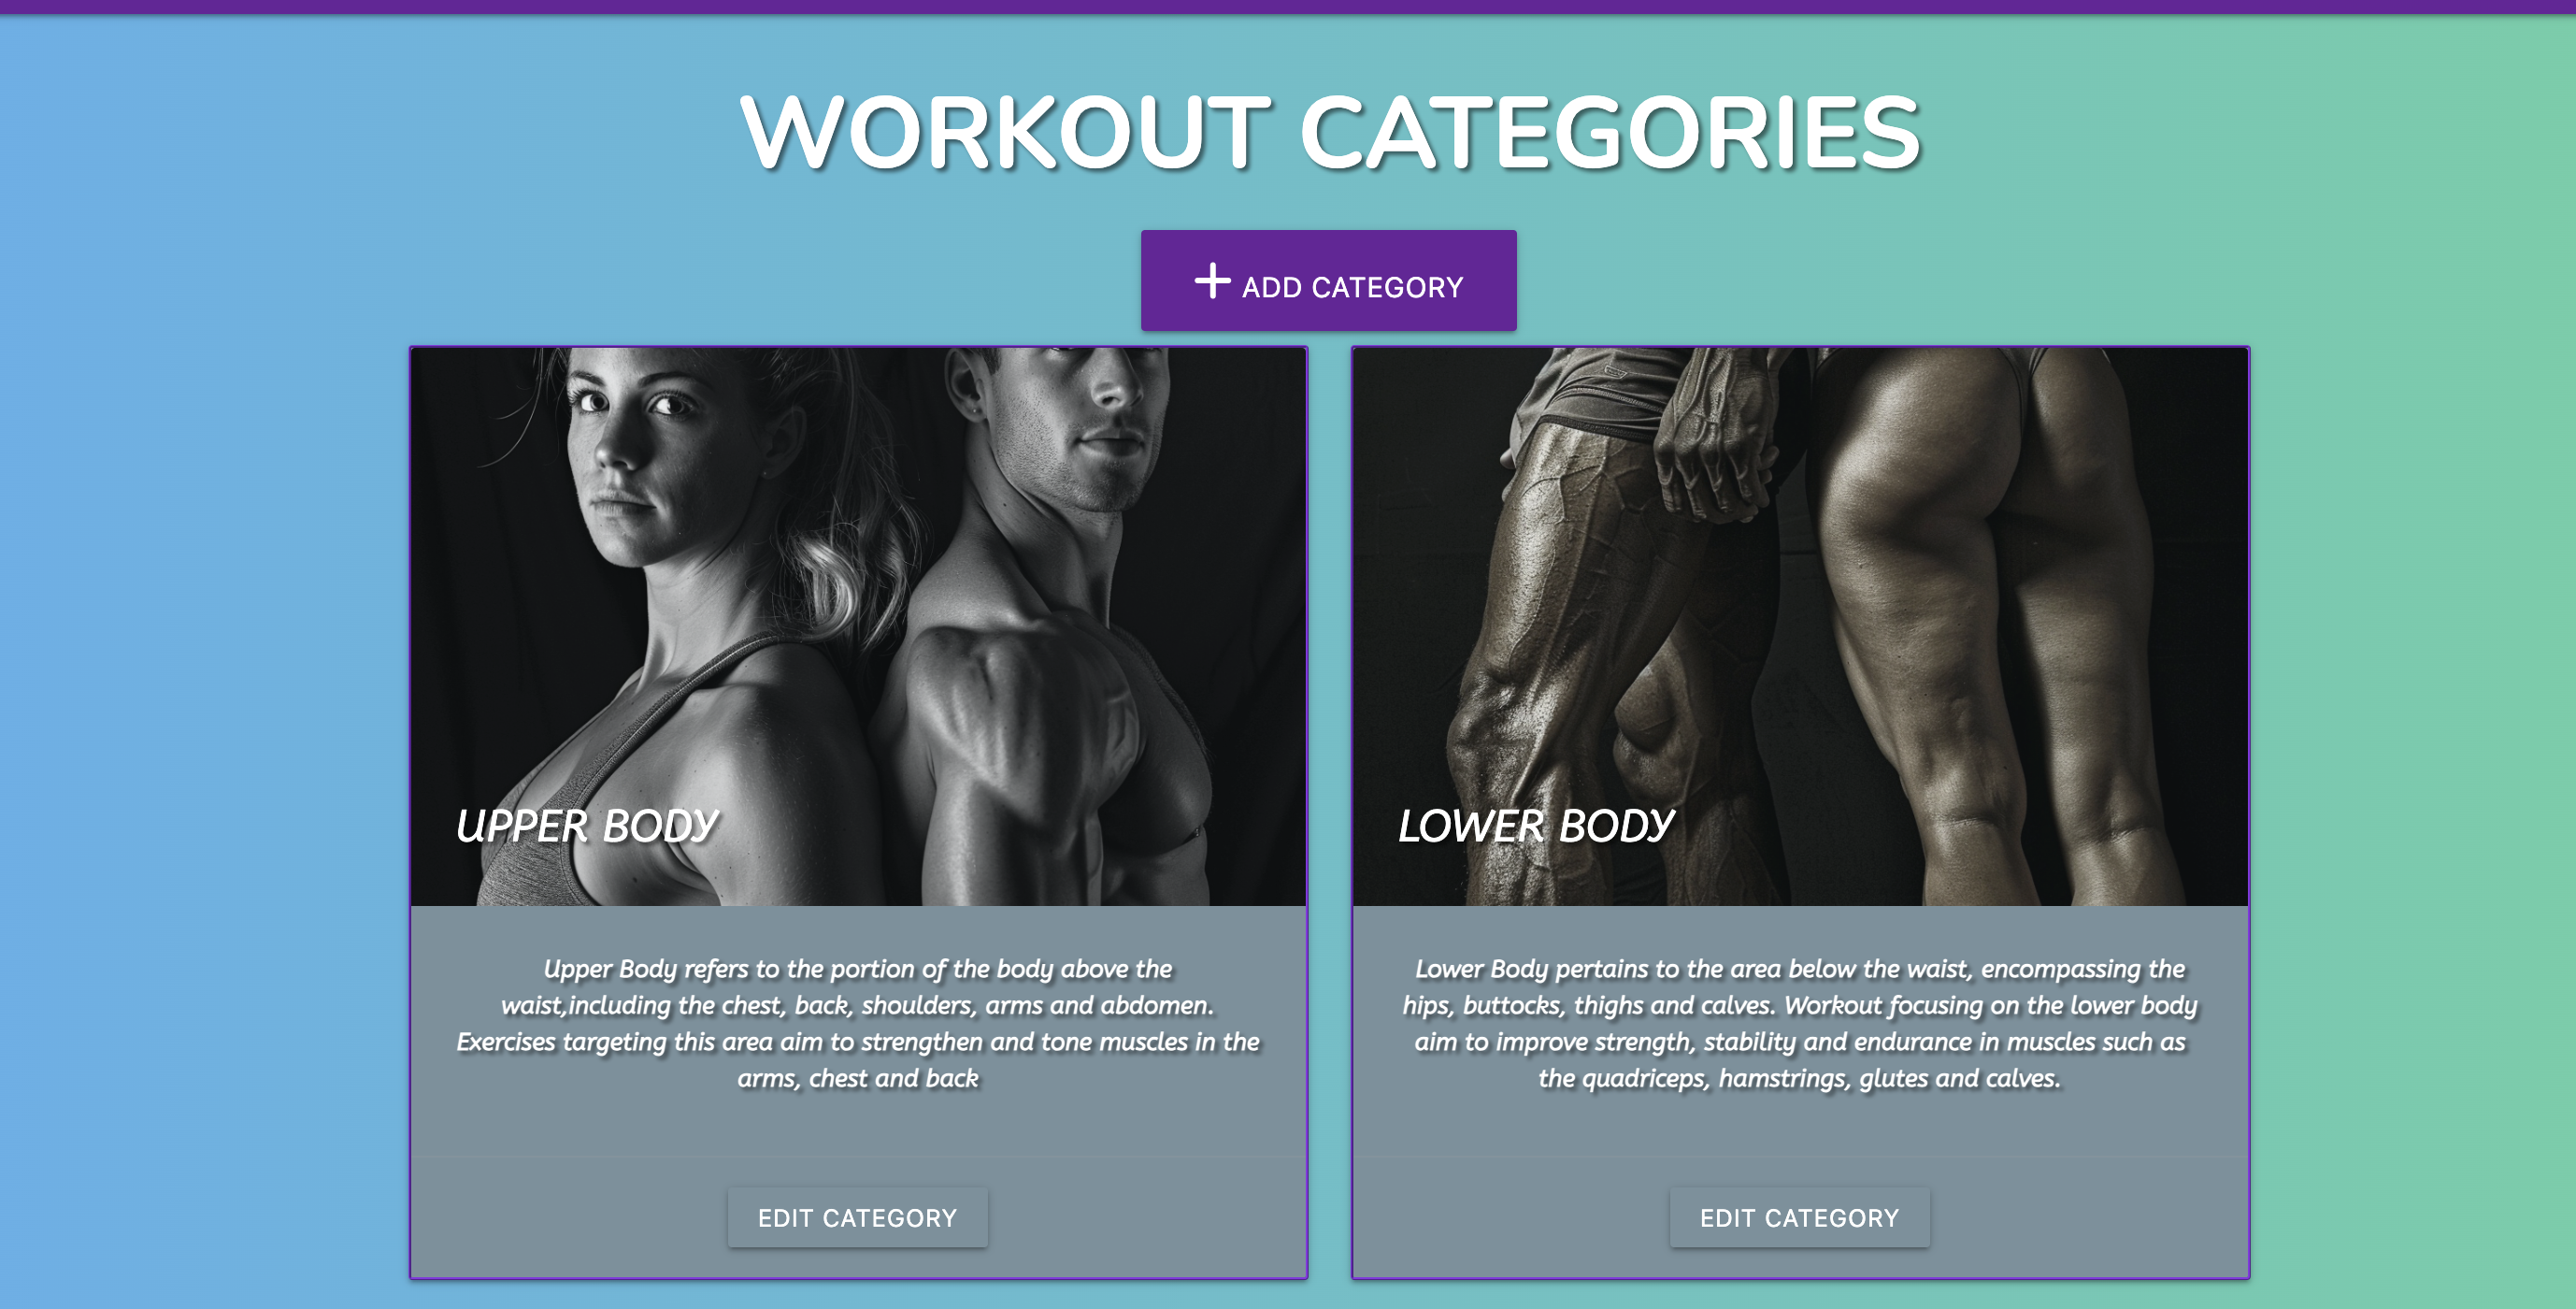 WORKOUT CATEGORIES
+ ADD CATEGORY
UPPER BODY
Upper Body refers to the portion of the body above the
waist,including the chest, back, shoulders, arms and abdomen.
Exercises targeting this area aim to strengthen and tone muscles in the
arms, chest and back
EDIT CATEGORY
LOWER BODY
Lower Body pertains to the area below the waist, encompassing the
hips, buttocks, thighs and calves. Workout focusing on the lower body
aim to improve strength, stability and endurance in muscles such as
the quadriceps, hamstrings, glutes and calves.
EDIT CATEGORY